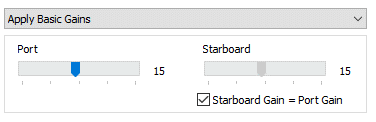 Apply Basic Gains
Port Starboard
15 15
Starboard Gain = Port Gain